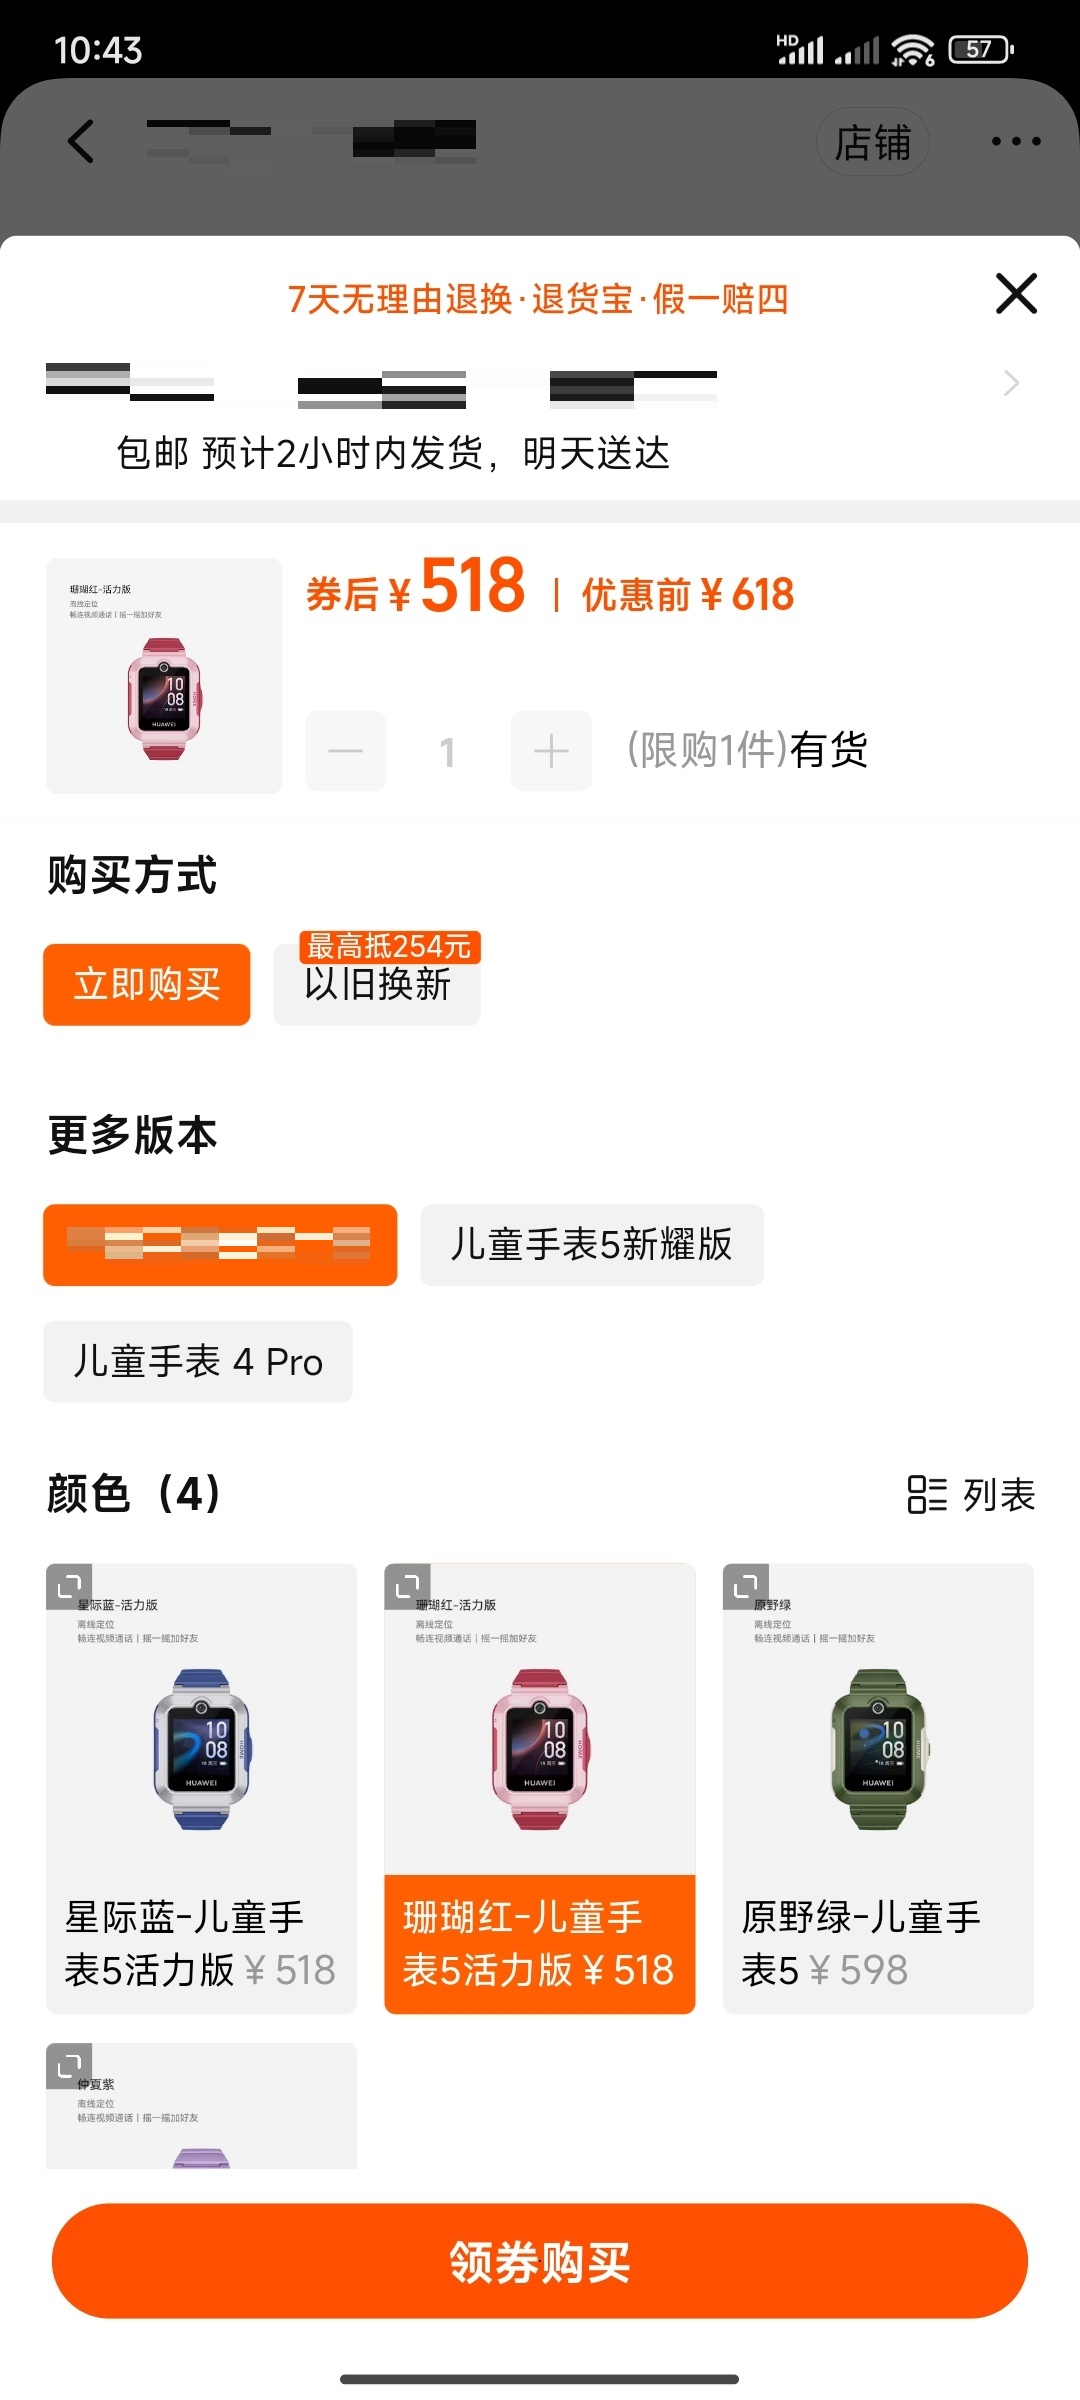 10:43
HD
6
57
店铺
7天无理由退换·退货宝·假一赔四
包邮 预计2小时内发货，明天送达
珊瑚红-活力版
离线定位
畅连视频通话 | 摇一摇加好友
10
08
HUAWEI
券后 ¥518 | 优惠前 ¥618
1
(限购1件)有货
购买方式
立即购买
最高抵254元
以旧换新
更多版本
儿童手表5新耀版
儿童手表 4 Pro
颜色（4）
列表
星际蓝-活力版
离线定位
畅连视频通话 | 摇一摇加好友
10
08
HUAWEI
星际蓝-儿童手
表5活力版 ¥518
珊瑚红-活力版
离线定位
畅连视频通话 | 摇一摇加好友
10
08
HUAWEI
珊瑚红-儿童手
表5活力版 ¥518
原野绿
离线定位
畅连视频通话 | 摇一摇加好友
10
08
HUAWEI
原野绿-儿童手
表5 ¥598
仲夏紫
离线定位
畅连视频通话 | 摇一摇加好友
领券购买